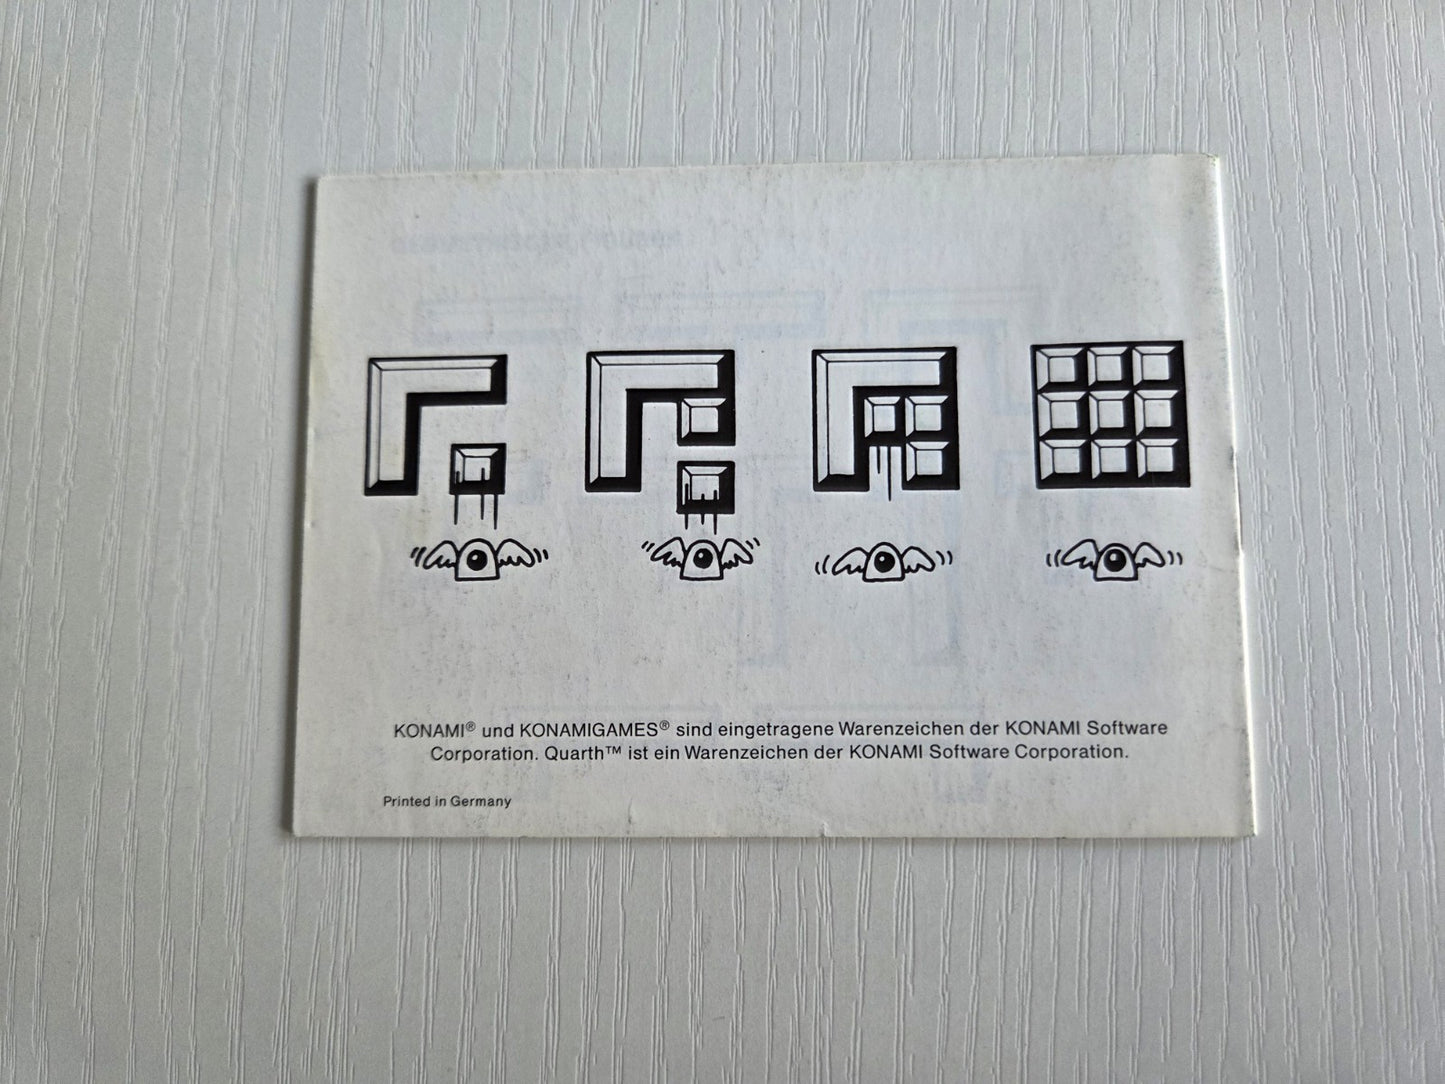 KONAMI® und KONAMIGAMES® sind eingetragene Warenzeichen der KONAMI Software
Corporation. Quarth™ ist ein Warenzeichen der KONAMI Software Corporation.
Printed in Germany